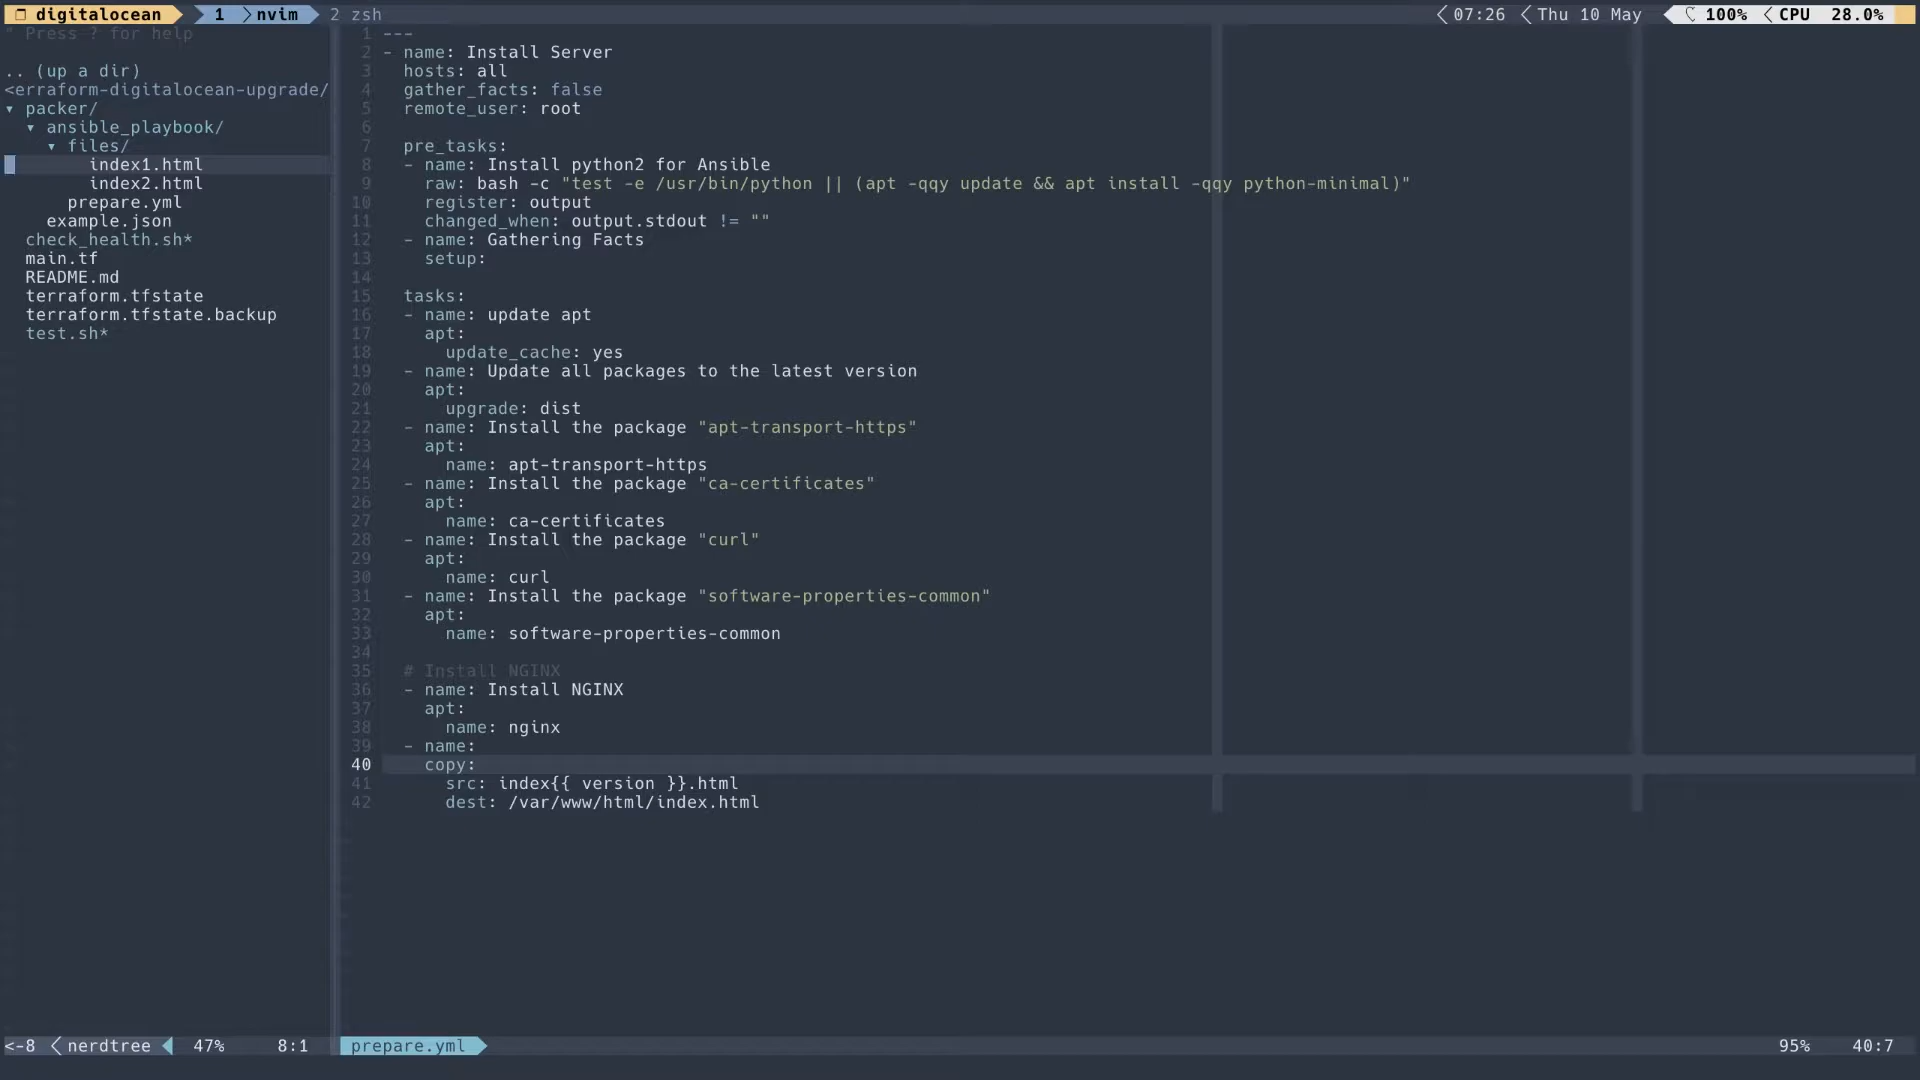 ❐ digitalocean 1 nvim 2 zsh 07:26 Thu 10 May 100% CPU 28.0%
" Press ? for help
.. (up a dir)
<erraform-digitalocean-upgrade/
▾ packer/
▾ ansible_playbook/
▾ files/
index1.html
index2.html
prepare.yml
example.json
check_health.sh*
main.tf
README.md
terraform.tfstate
terraform.tfstate.backup
test.sh*
1 ---
2 - name: Install Server
3 hosts: all
4 gather_facts: false
5 remote_user: root
6
7 pre_tasks:
8 - name: Install python2 for Ansible
9 raw: bash -c "test -e /usr/bin/python || (apt -qqy update && apt install -qqy python-minimal)"
10 register: output
11 changed_when: output.stdout != ""
12 - name: Gathering Facts
13 setup:
14
15 tasks:
16 - name: update apt
17 apt:
18 update_cache: yes
19 - name: Update all packages to the latest version
20 apt:
21 upgrade: dist
22 - name: Install the package "apt-transport-https"
23 apt:
24 name: apt-transport-https
25 - name: Install the package "ca-certificates"
26 apt:
27 name: ca-certificates
28 - name: Install the package "curl"
29 apt:
30 name: curl
31 - name: Install the package "software-properties-common"
32 apt:
33 name: software-properties-common
34
35 # Install NGINX
36 - name: Install NGINX
37 apt:
38 name: nginx
39 - name:
40 copy:
41 src: index{{ version }}.html
42 dest: /var/www/html/index.html
<-8 nerdtree 47% 8:1 prepare.yml 95% 40:7